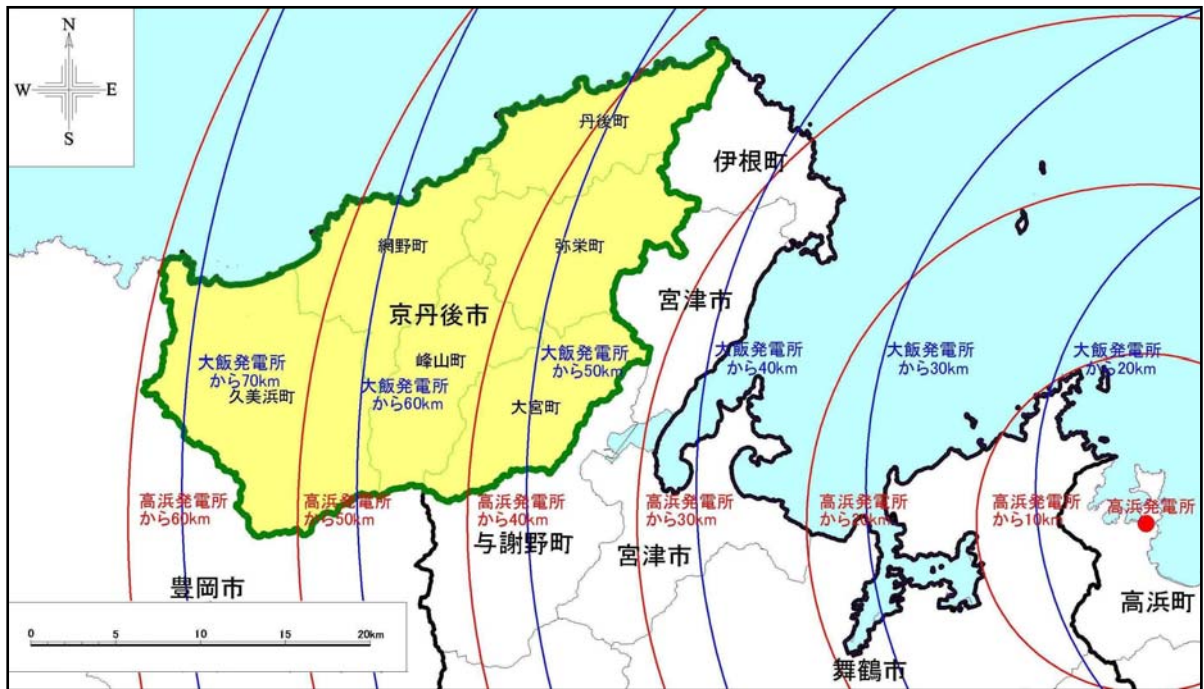 N
W E
S
丹後町
伊根町
網野町
弥栄町
宮津市
京丹後市
大飯発電所
から70km
久美浜町
峰山町
大飯発電所
から60km
大飯発電所
から50km
大宮町
大飯発電所
から40km
大飯発電所
から30km
大飯発電所
から20km
高浜発電所
から60km
高浜発電所
から50km
高浜発電所
から40km
高浜発電所
から30km
高浜発電所
から20km
高浜発電所
から10km
高浜発電所
与謝野町
宮津市
豊岡市
高浜町
舞鶴市
0 5 10 15 20km